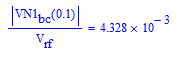 |VN1bc(0.1)| / Vrf = 4.328 × 10^-3